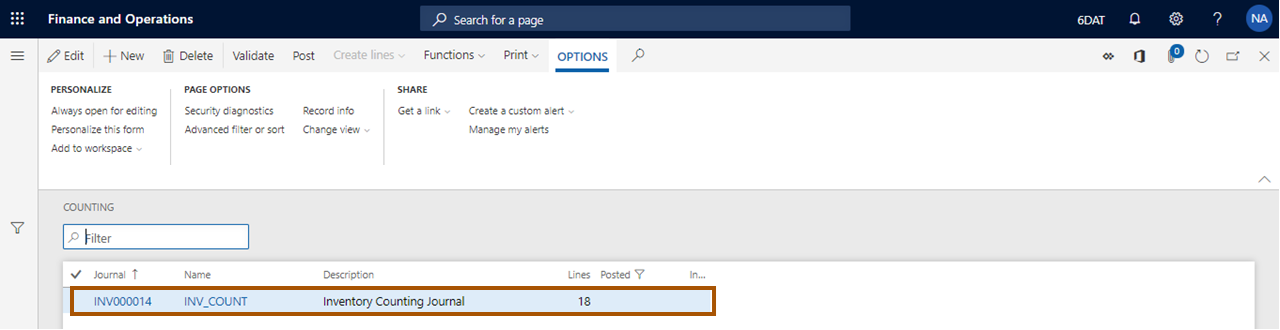 Finance and Operations Search for a page 6DAT ? NA
Edit + New Delete Validate Post Create lines Functions Print OPTIONS 0
PERSONALIZE PAGE OPTIONS SHARE
Always open for editing Security diagnostics Record info Get a link Create a custom alert
Personalize this form Advanced filter or sort Change view Manage my alerts
Add to workspace
COUNTING
Filter
Journal ↑ Name Description Lines Posted In...
INV000014 INV_COUNT Inventory Counting Journal 18